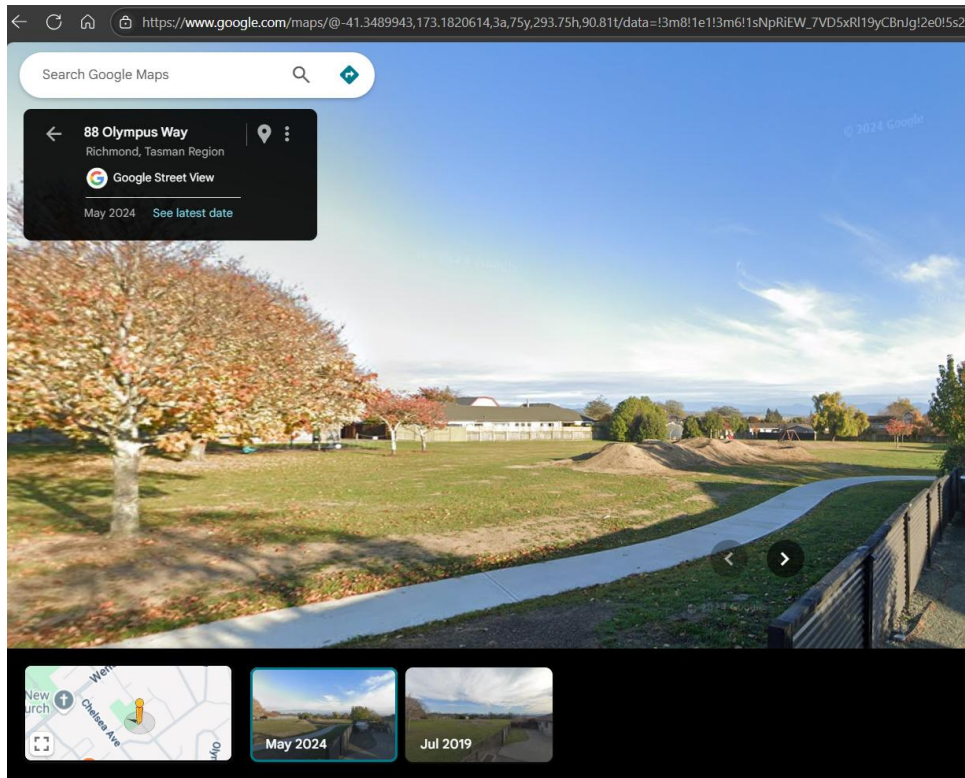 https://www.google.com/maps/@-41.3489943,173.1820614,3a,75y,293.75h,90.81t/data=!3m8!1e1!3m6!1sNpRiEW_7VD5xRl19yCBnJg!2e0!5s2
Search Google Maps
88 Olympus Way
Richmond, Tasman Region
Google Street View
May 2024 See latest date
© 2024 Google
© 2024 Google
New
urch
Chelsea Ave
May 2024
Jul 2019